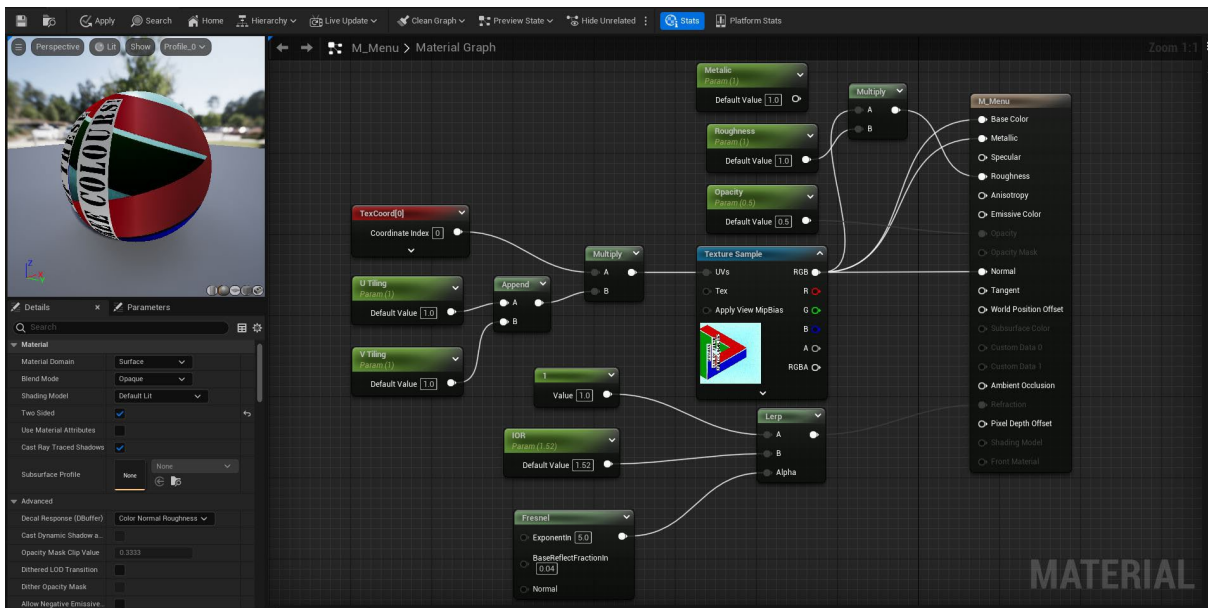 Apply
Search
Home
Hierarchy
Live Update
Clean Graph
Preview State
Hide Unrelated
Stats
Platform Stats
Perspective
Lit
Show
Profile_0
M_Menu > Material Graph
Zoom 1:1
THESE
THE COLOURS
Details
Parameters
Search
Material
Material Domain
Surface
Blend Mode
Opaque
Shading Model
Default Lit
Two Sided
Use Material Attributes
Cast Ray Traced Shadows
Subsurface Profile
None
None
Advanced
Decal Response (DBuffer)
Color Normal Roughness
Cast Dynamic Shadow a..
Opacity Mask Clip Value
0.3333
Dithered LOD Transition
Dither Opacity Mask
Allow Negative Emissive..
Z
X
TexCoord[0]
Coordinate Index 0
U Tiling
Param (1)
Default Value 1.0
V Tiling
Param (1)
Default Value 1.0
Append
A
B
Multiply
A
B
Metalic
Param (1)
Default Value 1.0
Roughness
Param (1)
Default Value 1.0
Opacity
Param (0.5)
Default Value 0.5
Multiply
A
B
Texture Sample
UVs
RGB
Tex
R
Apply View MipBias
G
B
A
RGBA
1
Value 1.0
IOR
Param (1.52)
Default Value 1.52
Fresnel
ExponentIn 5.0
BaseReflectFractionIn
0.04
Normal
Lerp
A
B
Alpha
M_Menu
Base Color
Metallic
Specular
Roughness
Anisotropy
Emissive Color
Opacity
Opacity Mask
Normal
Tangent
World Position Offset
Subsurface Color
Custom Data 0
Custom Data 1
Ambient Occlusion
Refraction
Pixel Depth Offset
Shading Model
Front Material
MATERIAL